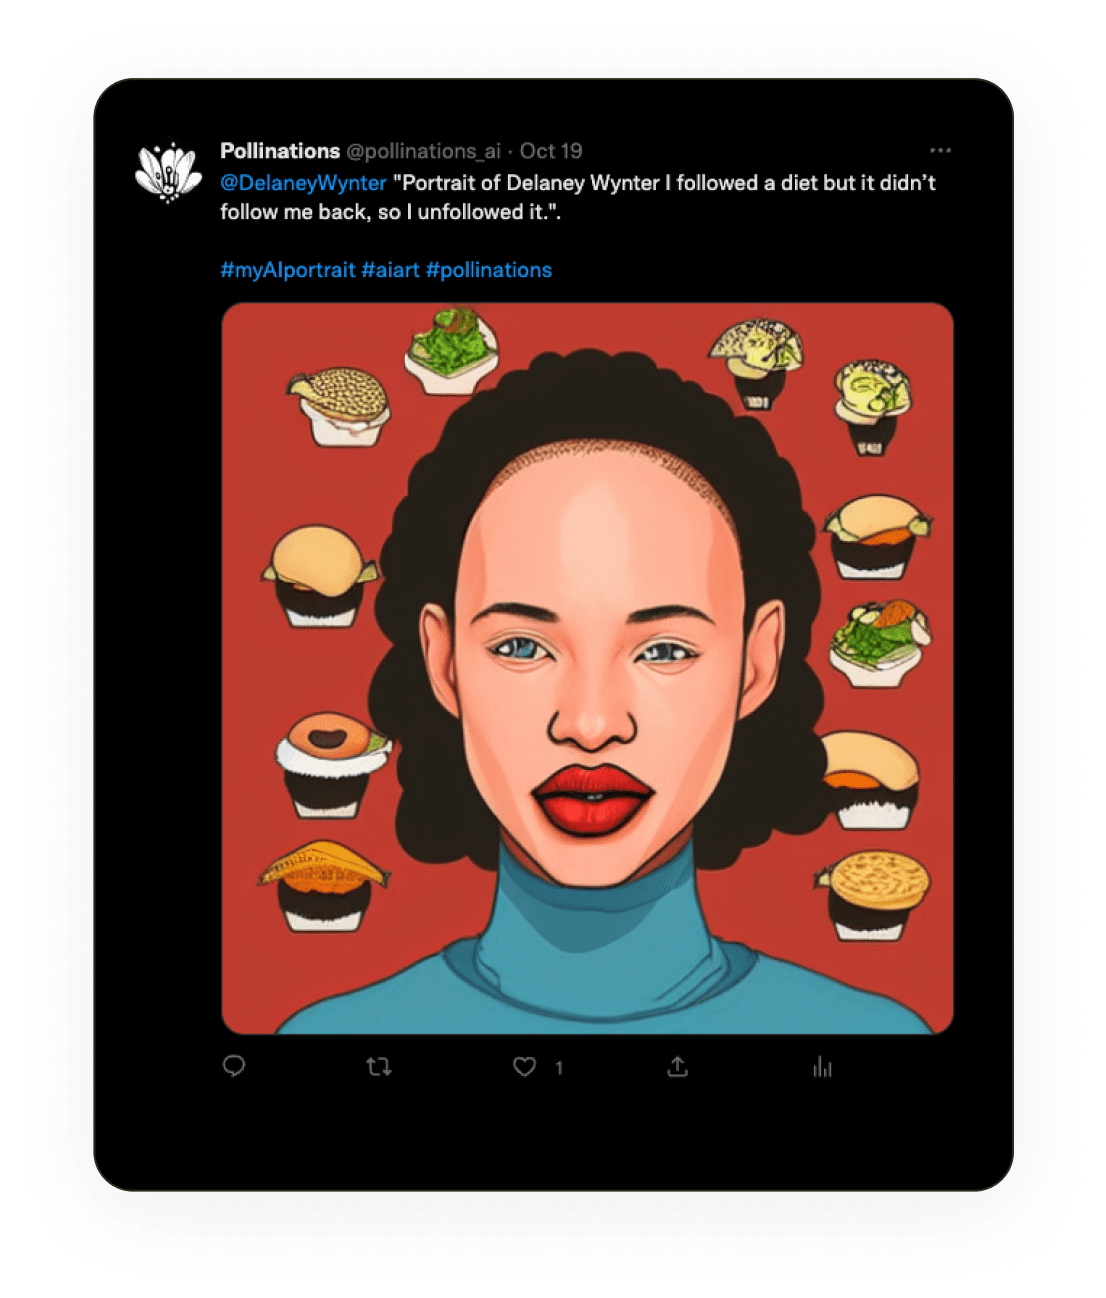 Pollinations @pollinations_ai · Oct 19
@DelaneyWynter "Portrait of Delaney Wynter I followed a diet but it didn’t
follow me back, so I unfollowed it.".
#myAIportrait #aiart #pollinations
1